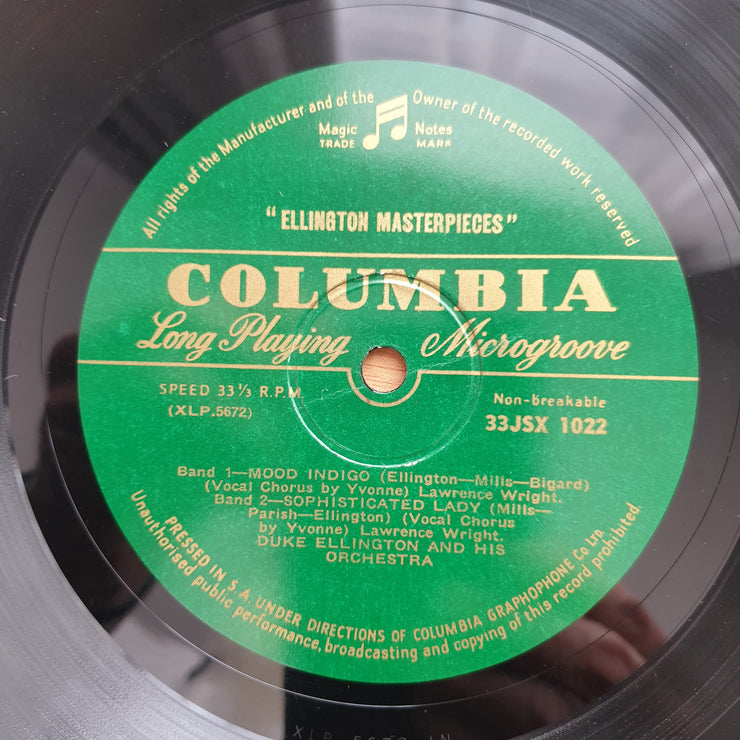 All rights of the Manufacturer and of the Owner of the recorded work reserved
Magic Notes
TRADE MARK
"ELLINGTON MASTERPIECES"
COLUMBIA
Long Playing Microgroove
SPEED 33⅓ R.P.M.
(XLP.5672)
Non-breakable
33JSX 1022
Band 1—MOOD INDIGO (Ellington—Mills—Bigard)
(Vocal Chorus by Yvonne) Lawrence Wright.
Band 2—SOPHISTICATED LADY (Mills—
Parish—Ellington) (Vocal Chorus
by Yvonne) Lawrence Wright.
DUKE ELLINGTON AND HIS
ORCHESTRA
PRESSED IN S.A. UNDER DIRECTIONS OF COLUMBIA GRAPHOPHONE Co Ltd.
Unauthorised public performance, broadcasting and copying of this record prohibited.
XLP 5672 1N